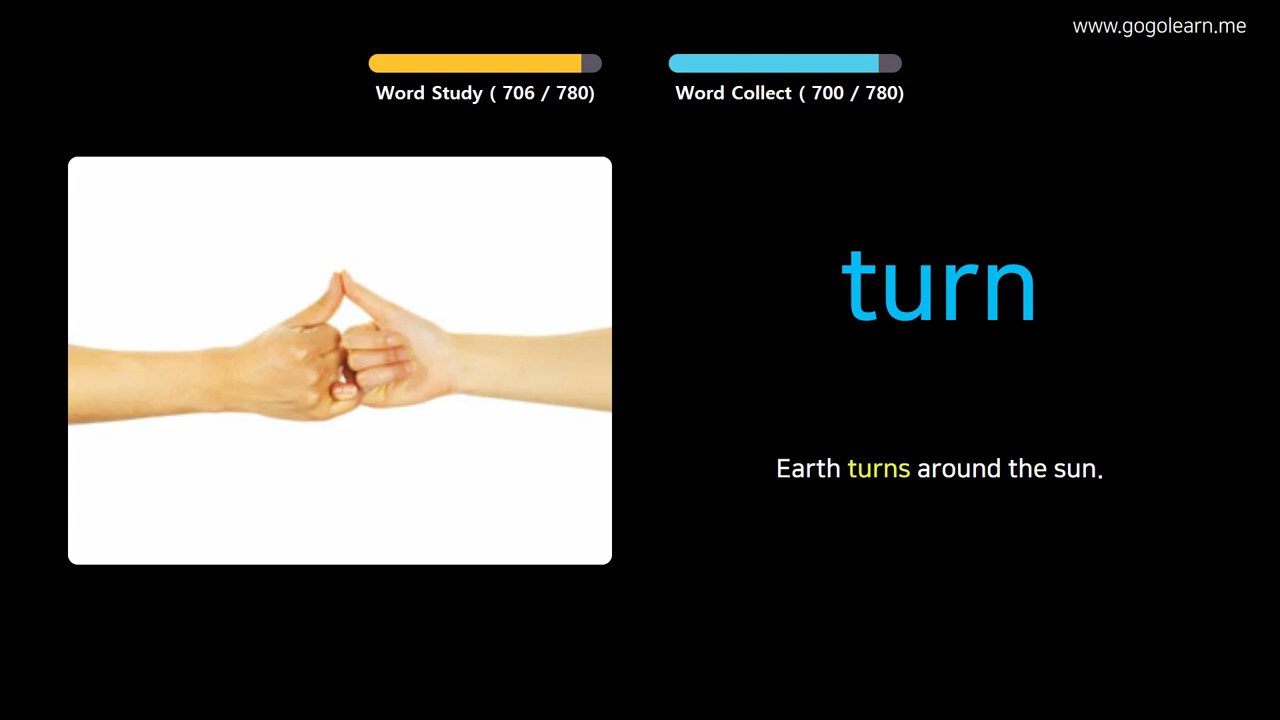 www.gogolearn.me
Word Study ( 706 / 780)
Word Collect ( 700 / 780)
turn
Earth turns around the sun.